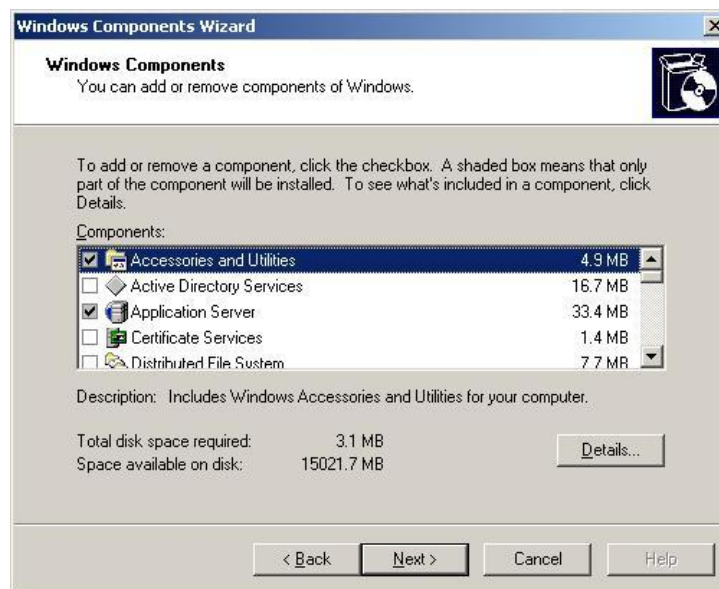 Windows Components Wizard
Windows Components
You can add or remove components of Windows.
To add or remove a component, click the checkbox. A shaded box means that only
part of the component will be installed. To see what's included in a component, click
Details.
Components:
Accessories and Utilities 4.9 MB
Active Directory Services 16.7 MB
Application Server 33.4 MB
Certificate Services 1.4 MB
Distributed File System 7.7 MB
Description: Includes Windows Accessories and Utilities for your computer.
Total disk space required: 3.1 MB
Space available on disk: 15021.7 MB
Details...
< Back Next > Cancel Help